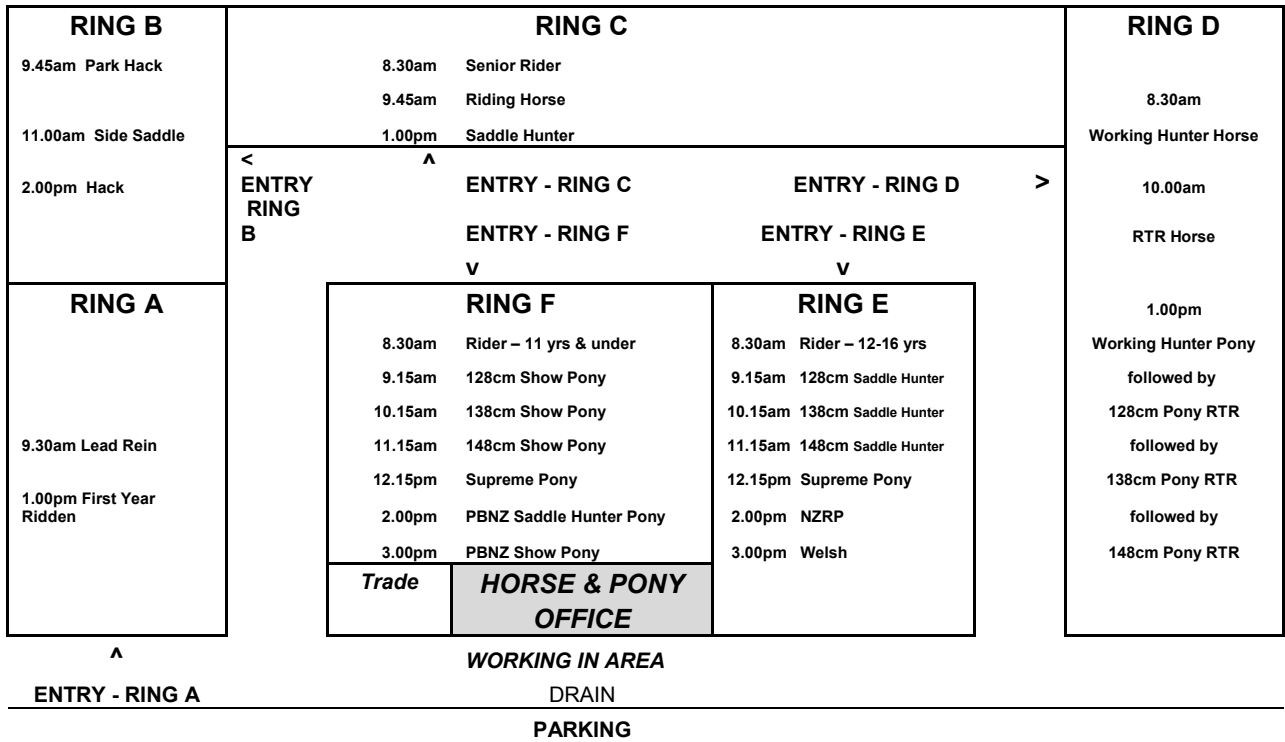 RING B
9.45am Park Hack
11.00am Side Saddle
2.00pm Hack
RING C
8.30am Senior Rider
9.45am Riding Horse
1.00pm Saddle Hunter
RING D
8.30am
Working Hunter Horse
10.00am
RTR Horse
1.00pm
Working Hunter Pony
followed by
128cm Pony RTR
followed by
138cm Pony RTR
followed by
148cm Pony RTR
< ^
ENTRY
RING
B
ENTRY - RING C
ENTRY - RING D >
ENTRY - RING F
v
ENTRY - RING E
v
RING A
9.30am Lead Rein
1.00pm First Year
Ridden
RING F
8.30am Rider – 11 yrs & under
9.15am 128cm Show Pony
10.15am 138cm Show Pony
11.15am 148cm Show Pony
12.15pm Supreme Pony
2.00pm PBNZ Saddle Hunter Pony
3.00pm PBNZ Show Pony
RING E
8.30am Rider – 12-16 yrs
9.15am 128cm Saddle Hunter
10.15am 138cm Saddle Hunter
11.15am 148cm Saddle Hunter
12.15pm Supreme Pony
2.00pm NZRP
3.00pm Welsh
Trade
HORSE & PONY
OFFICE
^
ENTRY - RING A
WORKING IN AREA
DRAIN
PARKING